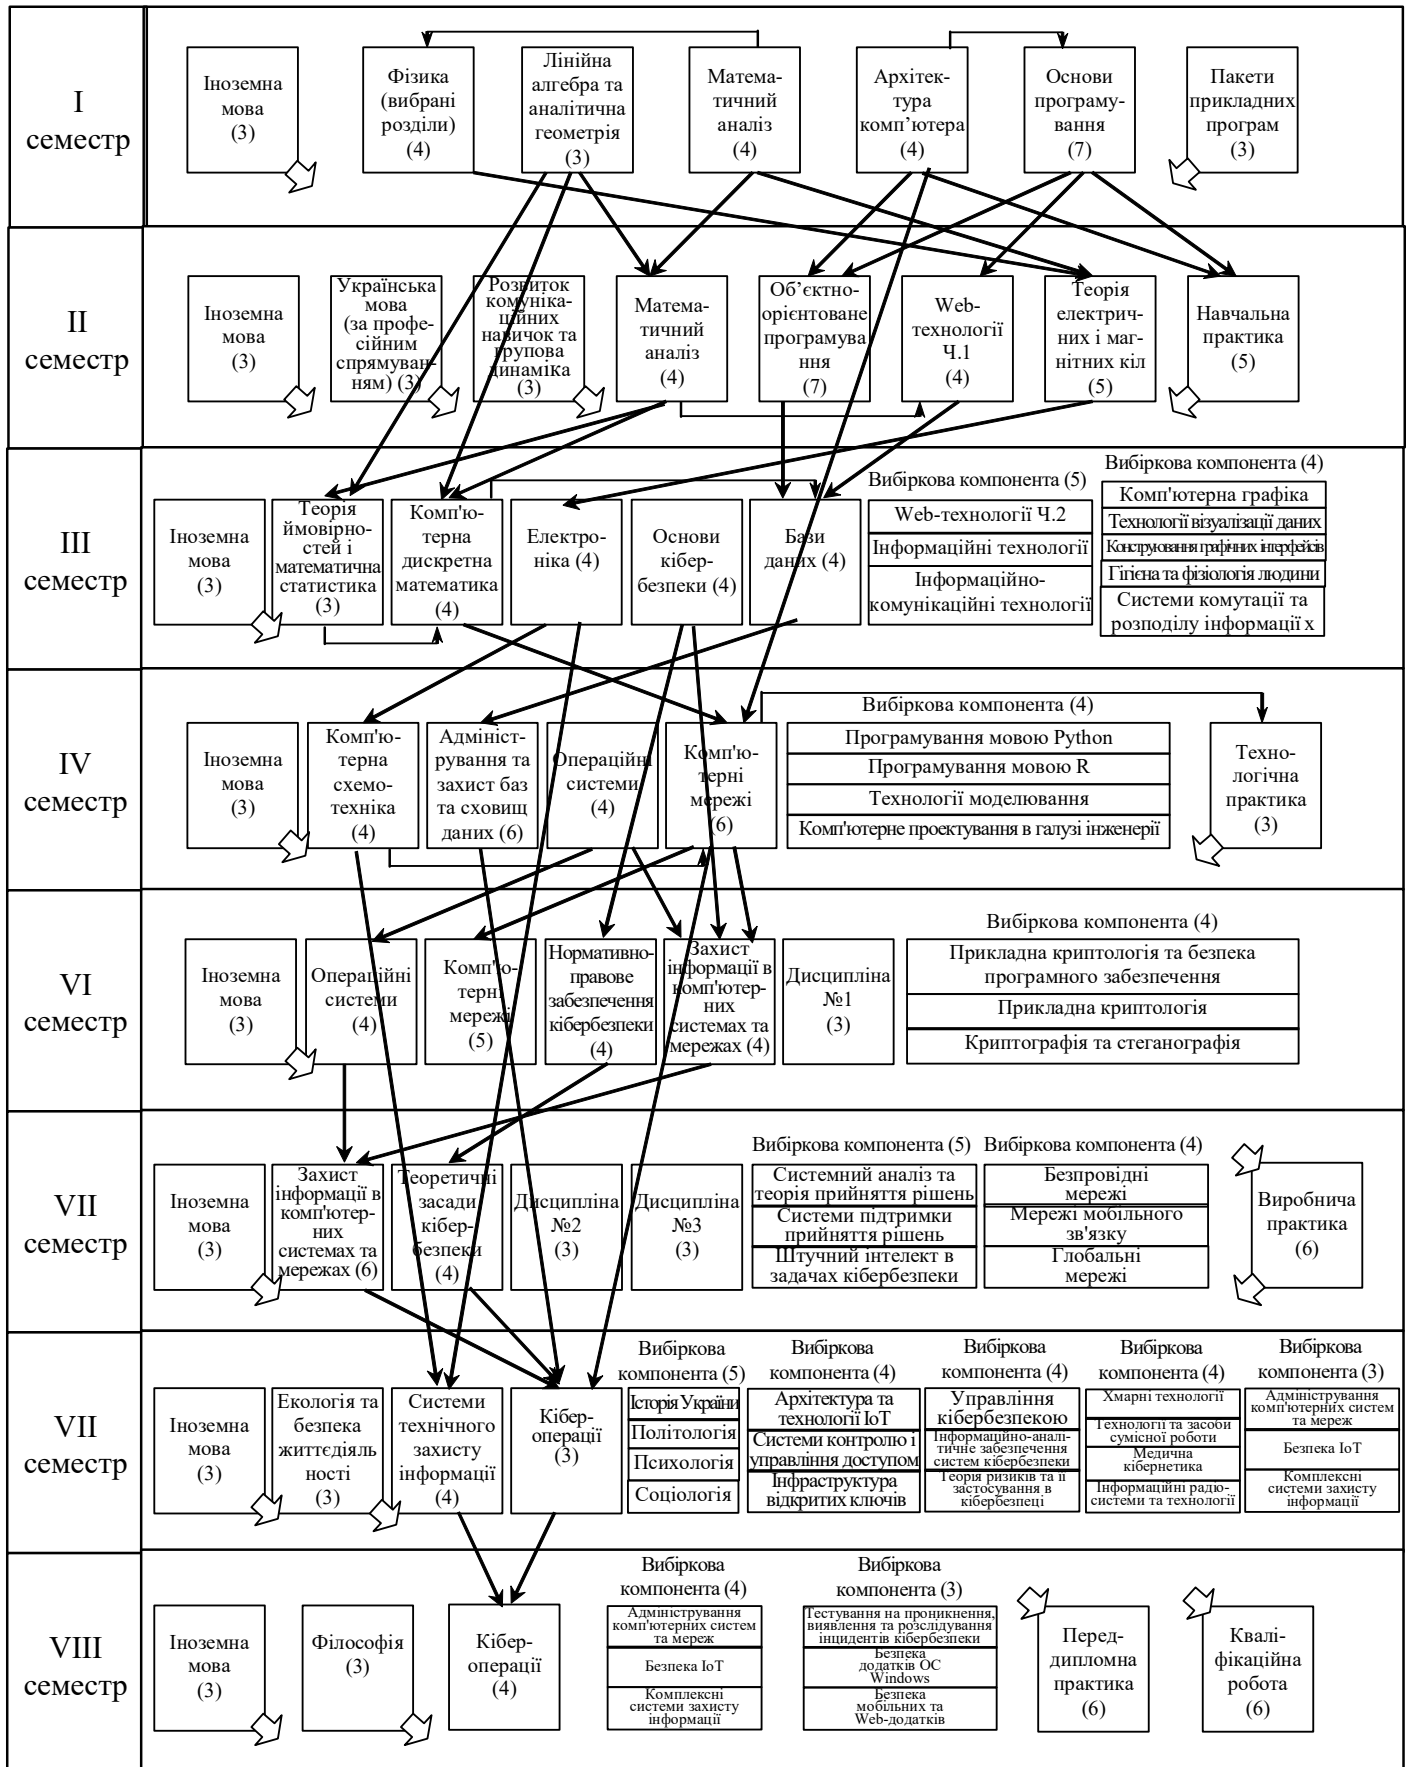 I
семестр
Іноземна
мова
(3)
Фізика
(вибрані
розділи)
(4)
Лінійна
алгебра та
аналітична
геометрія
(3)
Матема-
тичний
аналіз
(4)
Архітек-
тура
комп’ютера
(4)
Основи
програму-
вання
(7)
Пакети
прикладних
програм
(3)
II
семестр
Іноземна
мова
(3)
Українська
мова
(за профе-
сійним
спрямуван-
ням) (3)
Розвиток
комуніка-
ційних
навичок та
групова
динаміка
(3)
Матема-
тичний
аналіз
(4)
Об’єктно-
орієнтоване
програмува
ння
(7)
Web-
технології
Ч.1
(4)
Теорія
електрич-
них і маг-
нітних кіл
(5)
Навчальна
практика
(5)
III
семестр
Іноземна
мова
(3)
Теорія
ймовірно-
стей і
математична
статистика
(3)
Комп'ю-
терна
дискретна
математика
(4)
Електро-
ніка (4)
Основи
кібер-
безпеки (4)
Бази
даних (4)
Вибіркова компонента (5)
Web-технології Ч.2
Інформаційні технології
Інформаційно-
комунікаційні технології
Вибіркова компонента (4)
Комп'ютерна графіка
Технології візуалізації даних
Конструювання графічних інтерфейсів
Гігієна та фізіологія людини
Системи комутації та
розподілу інформації х
IV
семестр
Іноземна
мова
(3)
Комп'ю-
терна
схемо-
техніка
(4)
Адмініст-
рування та
захист баз
та сховищ
даних (6)
Операційні
системи
(4)
Комп'ю-
терні
мережі
(6)
Вибіркова компонента (4)
Програмування мовою Python
Програмування мовою R
Технології моделювання
Комп'ютерне проектування в галузі інженерії
Техно-
логічна
практика
(3)
VI
семестр
Іноземна
мова
(3)
Операційні
системи
(4)
Комп'ю-
терні
мережі
(5)
Нормативно-
правове
забезпечення
кібербезпеки
(4)
Захист
інформації в
комп'ютер-
них
системах та
мережах (4)
Дисципліна
№1
(3)
Вибіркова компонента (4)
Прикладна криптологія та безпека
програмного забезпечення
Прикладна криптологія
Криптографія та стеганографія
VII
семестр
Іноземна
мова
(3)
Захист
інформації в
комп'ютер-
них
системах та
мережах (6)
Теоретичні
засади
кібер-
безпеки
(4)
Дисципліна
№2
(3)
Дисципліна
№3
(3)
Вибіркова компонента (5)
Системний аналіз та
теорія прийняття рішень
Системи підтримки
прийняття рішень
Штучний інтелект в
задачах кібербезпеки
Вибіркова компонента (4)
Безпровідні
мережі
Мережі мобільного
зв'язку
Глобальні
мережі
Виробнича
практика
(6)
VII
семестр
Іноземна
мова
(3)
Екологія та
безпека
життєдіяль
ності
(3)
Системи
технічного
захисту
інформації
(4)
Кібер-
операції
(3)
Вибіркова
компонента (5)
Історія України
Політологія
Психологія
Соціологія
Вибіркова
компонента (4)
Архітектура та
технології IoT
Системи контролю і
управління доступом
Інфраструктура
відкритих ключів
Вибіркова
компонента (4)
Управління
кібербезпекою
Інформаційно-аналі-
тичне забезпечення
систем кібербезпеки
Теорія ризиків та її
застосування в
кібербезпеці
Вибіркова
компонента (4)
Хмарні технології
Технології та засоби
сумісної роботи
Медична
кібернетика
Інформаційні радіо-
системи та технології
Вибіркова
компонента (3)
Адміністрування
комп'ютерних систем
та мереж
Безпека IoT
Комплексні
системи захисту
інформації
VIII
семестр
Іноземна
мова
(3)
Філософія
(3)
Кібер-
операції
(4)
Вибіркова
компонента (4)
Адміністрування
комп'ютерних систем
та мереж
Безпека IoT
Комплексні
системи захисту
інформації
Вибіркова
компонента (3)
Тестування на проникнення,
виявлення та розслідування
інцидентів кібербезпеки
Безпека
додатків ОС
Windows
Безпека
мобільних та
Web-додатків
Перед-
дипломна
практика
(6)
Квалі-
фікаційна
робота
(6)